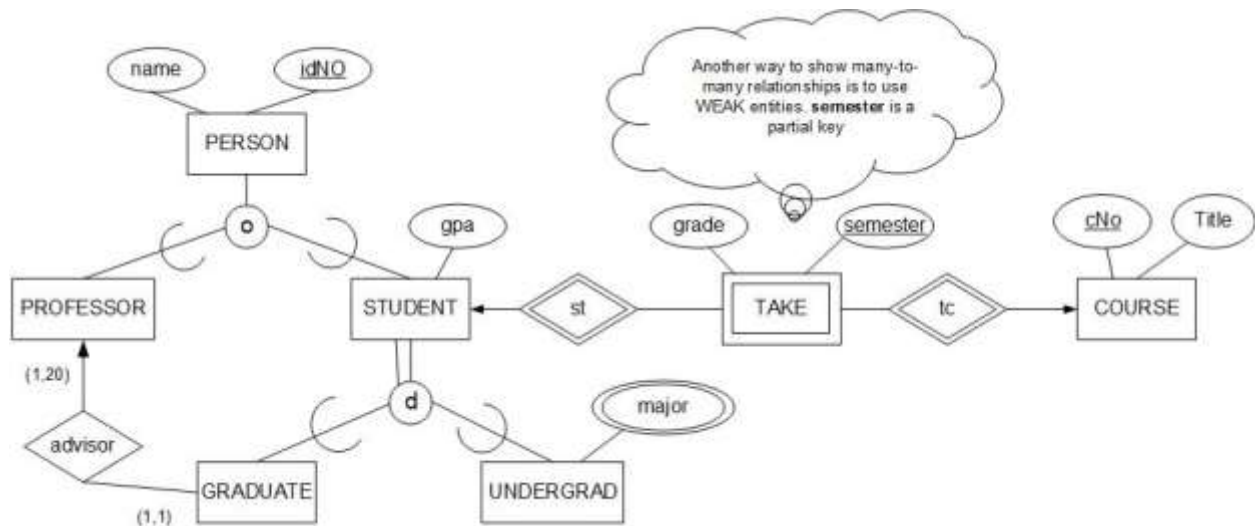 name
idNO
PERSON
o
PROFESSOR
gpa
STUDENT
st
Another way to show many-to-
many relationships is to use
WEAK entities. semester is a
partial key
grade
semester
TAKE
tc
cNo
Title
COURSE
(1,20)
advisor
(1,1)
d
GRADUATE
major
UNDERGRAD